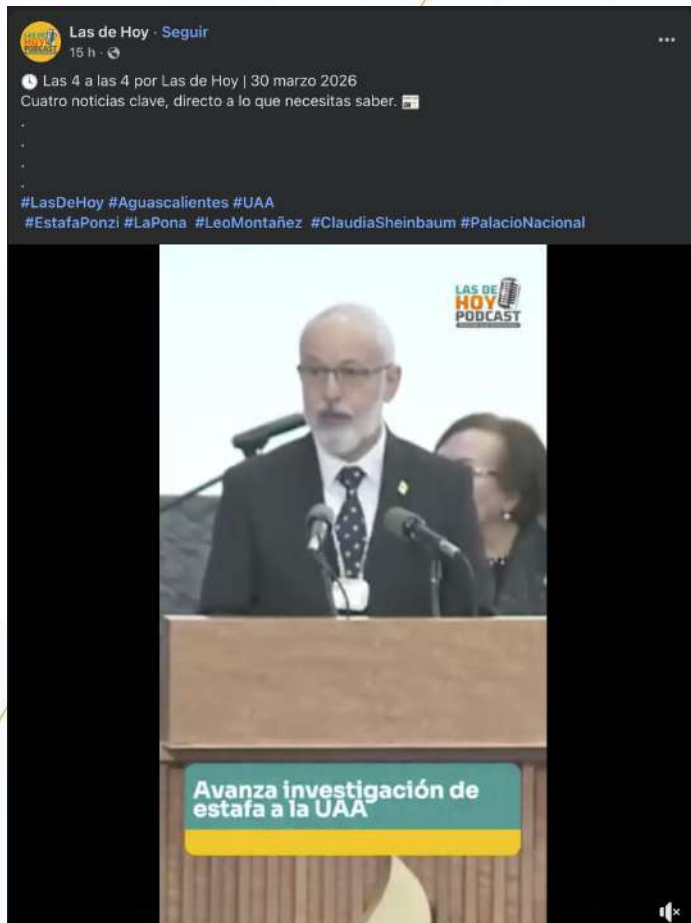 Las de Hoy · Seguir
15 h ·
Las 4 a las 4 por Las de Hoy | 30 marzo 2026
Cuatro noticias clave, directo a lo que necesitas saber.
.
.
.
.
#LasDeHoy #Aguascalientes #UAA
#EstafaPonzi #LaPona #LeoMontañez #ClaudiaSheinbaum #PalacioNacional
LAS DE
HOY
PODCAST
Avanza investigación de
estafa a la UAA